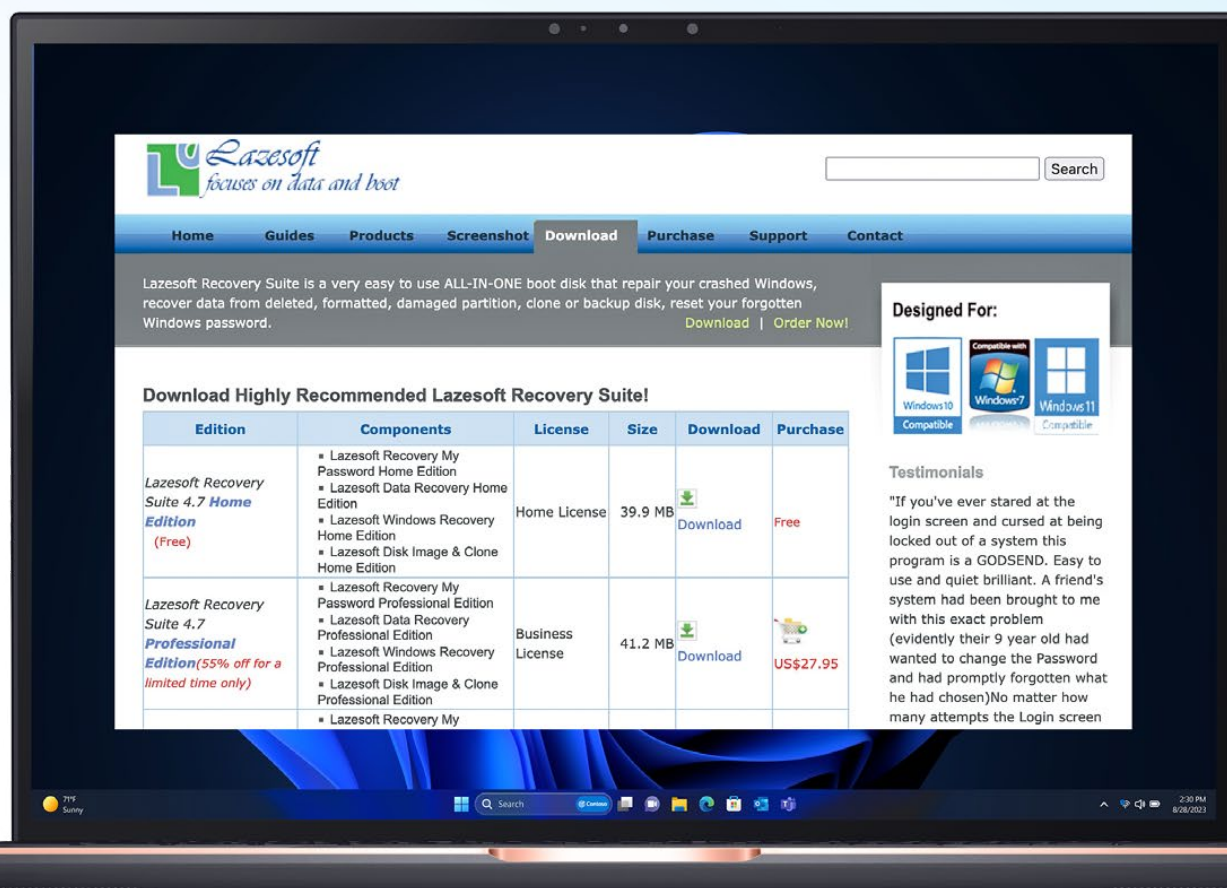 Lazesoft
focuses on data and boot
Search
Home Guides Products Screenshot Download Purchase Support Contact
Lazesoft Recovery Suite is a very easy to use ALL-IN-ONE boot disk that repair your crashed Windows,
recover data from deleted, formatted, damaged partition, clone or backup disk, reset your forgotten
Windows password.
Download | Order Now!
Designed For:
Windows10
Compatible
Compatible with
Windows 7
Windows 11
Compatible
Download Highly Recommended Lazesoft Recovery Suite!
Edition Components License Size Download Purchase
Lazesoft Recovery
Suite 4.7 Home
Edition
(Free)
▪ Lazesoft Recovery My
Password Home Edition
▪ Lazesoft Data Recovery Home
Edition
▪ Lazesoft Windows Recovery
Home Edition
▪ Lazesoft Disk Image & Clone
Home Edition
Home License
39.9 MB
Download
Free
Lazesoft Recovery
Suite 4.7
Professional
Edition(55% off for a
limited time only)
▪ Lazesoft Recovery My
Password Professional Edition
▪ Lazesoft Data Recovery
Professional Edition
▪ Lazesoft Windows Recovery
Professional Edition
▪ Lazesoft Disk Image & Clone
Professional Edition
Business
License
41.2 MB
Download
US$27.95
▪ Lazesoft Recovery My
Testimonials
"If you've ever stared at the
login screen and cursed at being
locked out of a system this
program is a GODSEND. Easy to
use and quiet brilliant. A friend's
system had been brought to me
with this exact problem
(evidently their 9 year old had
wanted to change the Password
and had promptly forgotten what
he had chosen)No matter how
many attempts the Login screen
71°F
Sunny
Search
Contoso
2:30 PM
8/28/2023